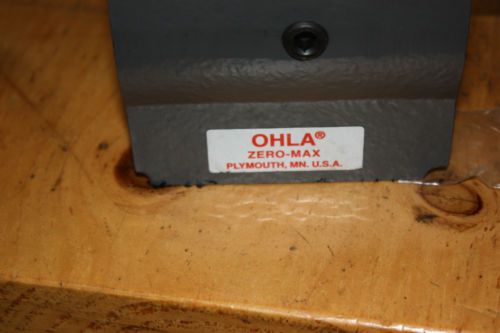 OHLA®
ZERO-MAX
PLYMOUTH, MN. U.S.A.